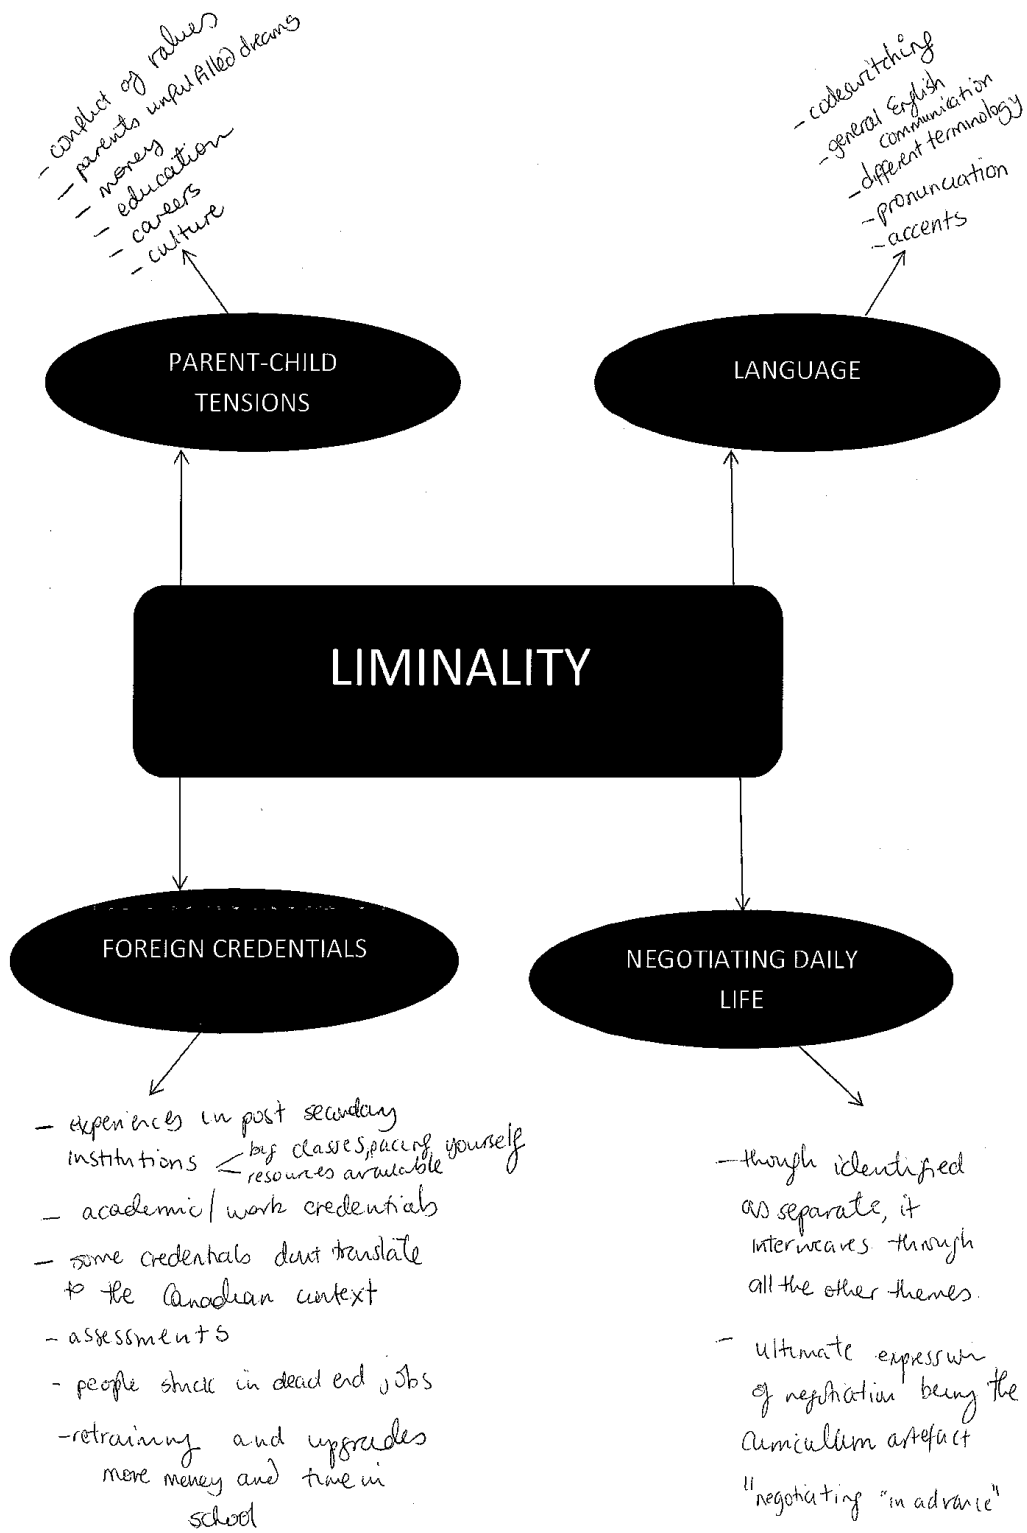 - conflict of values
- parents unfulfilled dreams
- money
- education
- careers
- culture
- codeswitching
- general English
communication
- different terminology
- pronunciation
- accents
PARENT-CHILD
TENSIONS
LANGUAGE
LIMINALITY
FOREIGN CREDENTIALS
NEGOTIATING DAILY
LIFE
- experiences in post secondary
institutions < - big classes, pacing yourself
- resources available
- academic/work credentials
- some credentials dont translate
to the Canadian context
- assessments
- people stuck in dead end jobs
- retraining and upgrades
more money and time in
school
- though identified
as separate, it
interweaves through
all the other themes.
- ultimate expression
of negotiation being the
curriculum artefact
"negotiating "in advance"